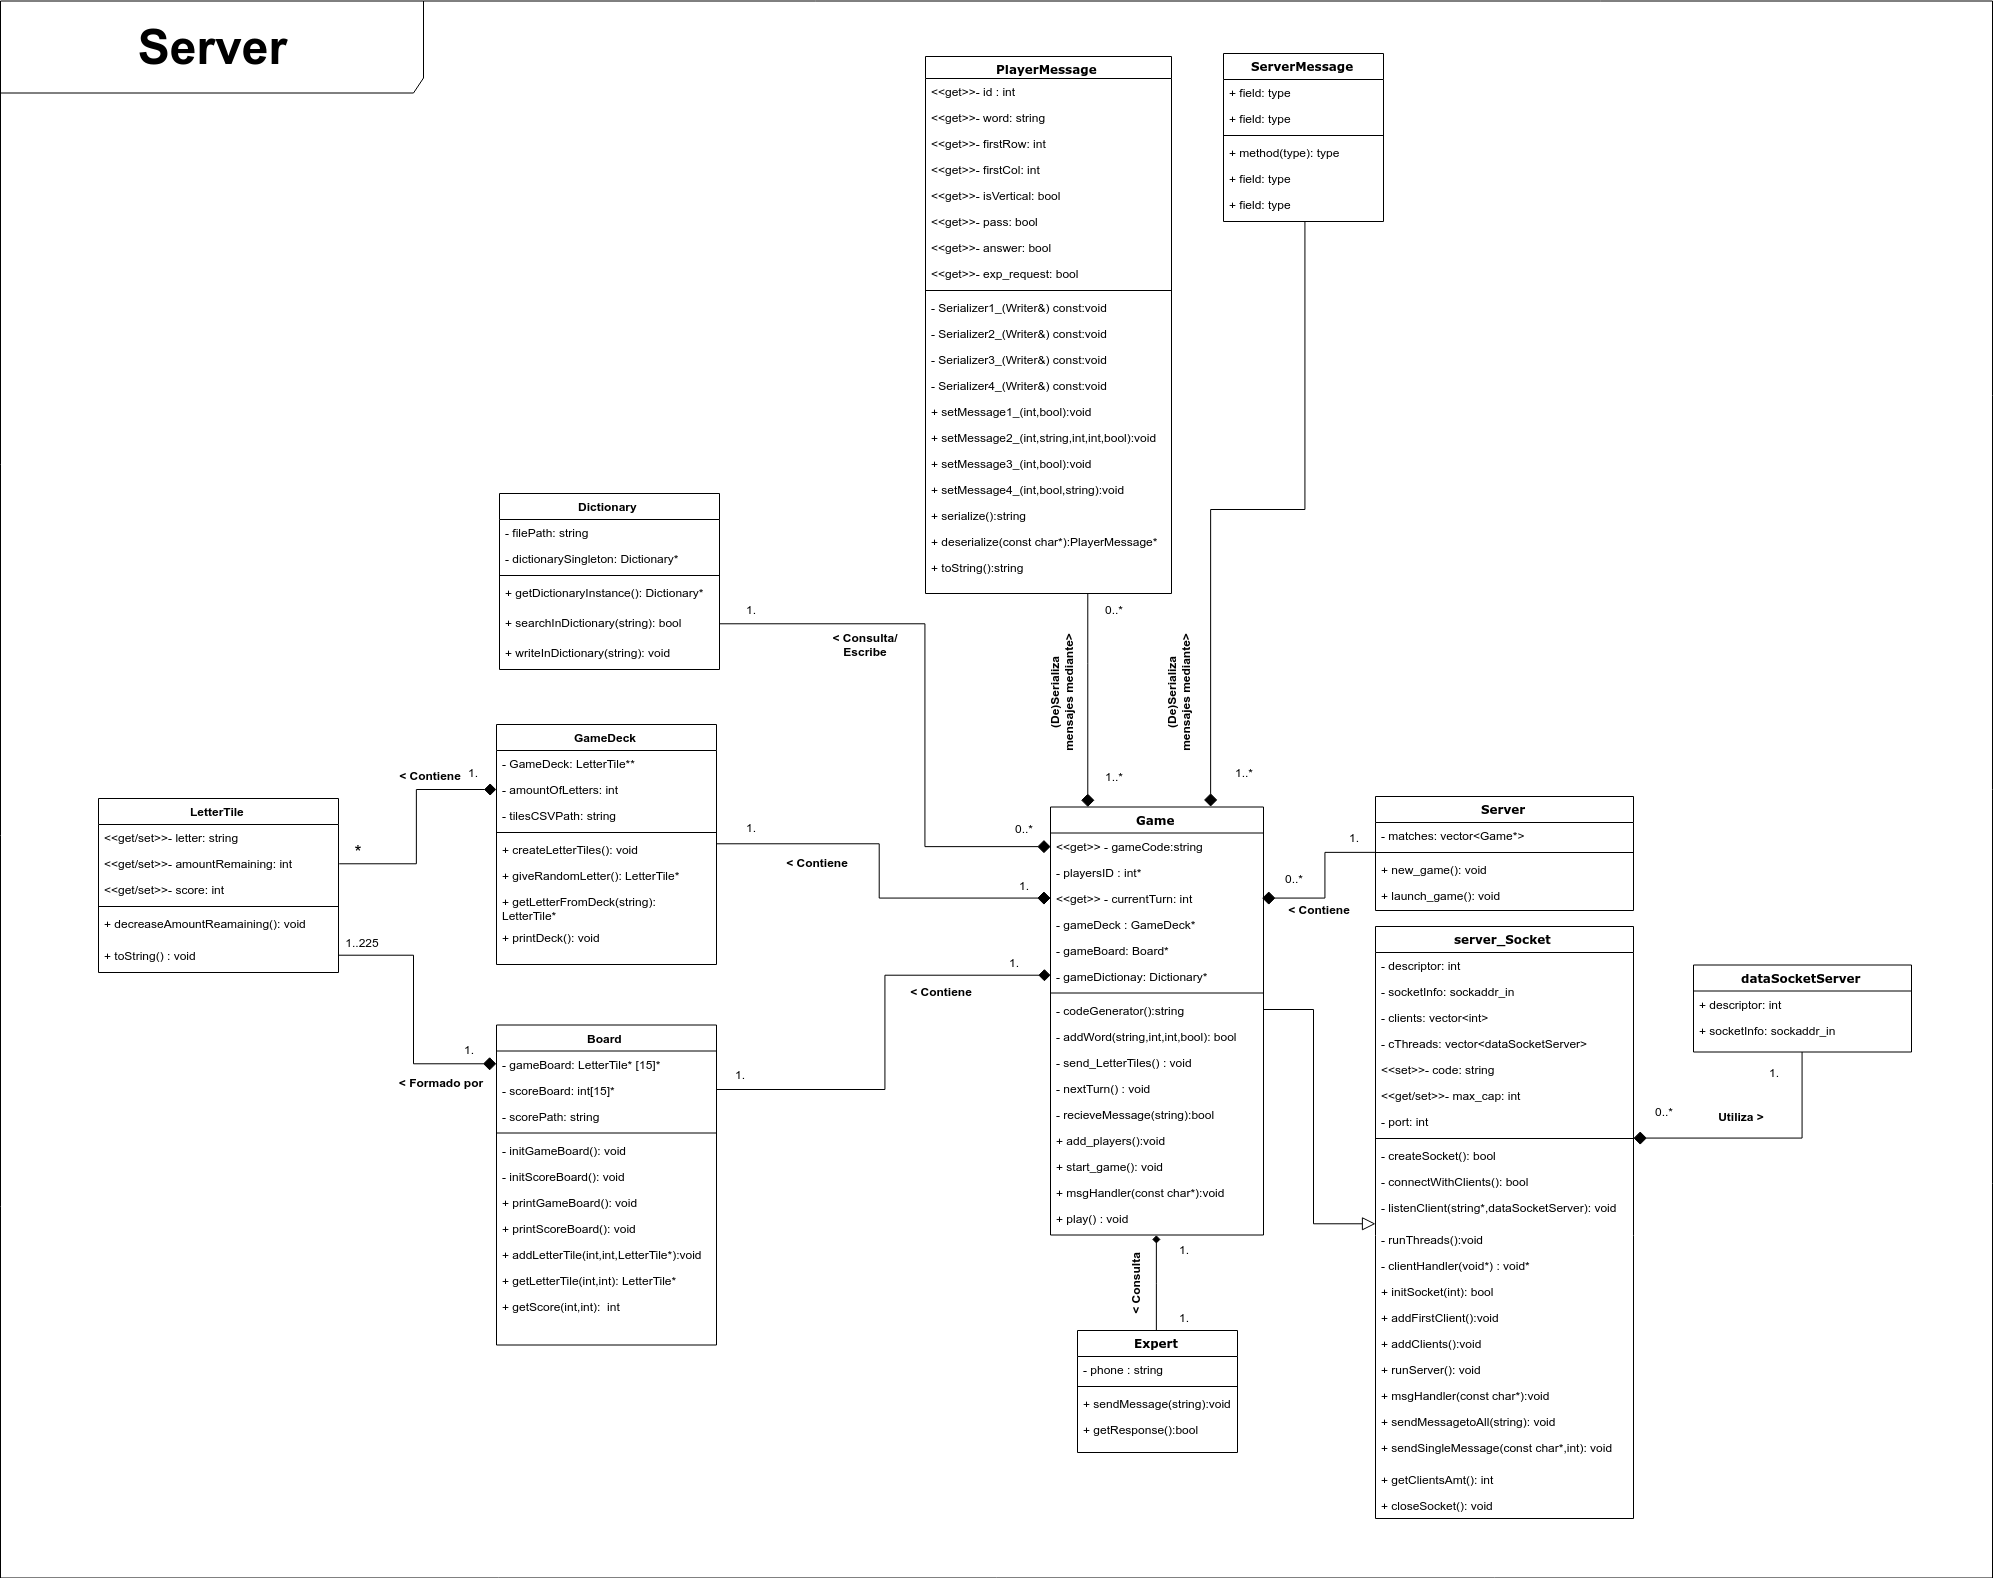 Server
PlayerMessage
<<get>>- id : int
<<get>>- word: string
<<get>>- firstRow: int
<<get>>- firstCol: int
<<get>>- isVertical: bool
<<get>>- pass: bool
<<get>>- answer: bool
<<get>>- exp_request: bool
- Serializer1_(Writer&) const:void
- Serializer2_(Writer&) const:void
- Serializer3_(Writer&) const:void
- Serializer4_(Writer&) const:void
+ setMessage1_(int,bool):void
+ setMessage2_(int,string,int,int,bool):void
+ setMessage3_(int,bool):void
+ setMessage4_(int,bool,string):void
+ serialize():string
+ deserialize(const char*):PlayerMessage*
+ toString():string
ServerMessage
+ field: type
+ field: type
+ method(type): type
+ field: type
+ field: type
Dictionary
- filePath: string
- dictionarySingleton: Dictionary*
+ getDictionaryInstance(): Dictionary*
+ searchInDictionary(string): bool
+ writeInDictionary(string): void
1.
< Consulta/
Escribe
0..*
0..*
(De)Serializa
mensajes mediante>
1..*
(De)Serializa
mensajes mediante>
1..*
GameDeck
- GameDeck: LetterTile**
- amountOfLetters: int
- tilesCSVPath: string
+ createLetterTiles(): void
+ giveRandomLetter(): LetterTile*
+ getLetterFromDeck(string):
LetterTile*
+ printDeck(): void
< Contiene
1.
*
1.
< Contiene
1.
LetterTile
<<get/set>>- letter: string
<<get/set>>- amountRemaining: int
<<get/set>>- score: int
+ decreaseAmountReamaining(): void
+ toString() : void
1..225
1.
< Formado por
Board
- gameBoard: LetterTile* [15]*
- scoreBoard: int[15]*
- scorePath: string
- initGameBoard(): void
- initScoreBoard(): void
+ printGameBoard(): void
+ printScoreBoard(): void
+ addLetterTile(int,int,LetterTile*):void
+ getLetterTile(int,int): LetterTile*
+ getScore(int,int):  int
1.
< Contiene
1.
Game
<<get>> - gameCode:string
- playersID : int*
<<get>> - currentTurn: int
- gameDeck : GameDeck*
- gameBoard: Board*
- gameDictionay: Dictionary*
- codeGenerator():string
- addWord(string,int,int,bool): bool
- send_LetterTiles() : void
- nextTurn() : void
- recieveMessage(string):bool
+ add_players():void
+ start_game(): void
+ msgHandler(const char*):void
+ play() : void
0..*
< Contiene
1.
Server
- matches: vector<Game*>
+ new_game(): void
+ launch_game(): void
server_Socket
- descriptor: int
- socketInfo: sockaddr_in
- clients: vector<int>
- cThreads: vector<dataSocketServer>
<<set>>- code: string
<<get/set>>- max_cap: int
- port: int
- createSocket(): bool
- connectWithClients(): bool
- listenClient(string*,dataSocketServer): void
- runThreads():void
- clientHandler(void*) : void*
+ initSocket(int): bool
+ addFirstClient():void
+ addClients():void
+ runServer(): void
+ msgHandler(const char*):void
+ sendMessagetoAll(string): void
+ sendSingleMessage(const char*,int): void
+ getClientsAmt(): int
+ closeSocket(): void
dataSocketServer
+ descriptor: int
+ socketInfo: sockaddr_in
1.
0..*
Utiliza >
1.
< Consulta
1.
Expert
- phone : string
+ sendMessage(string):void
+ getResponse():bool